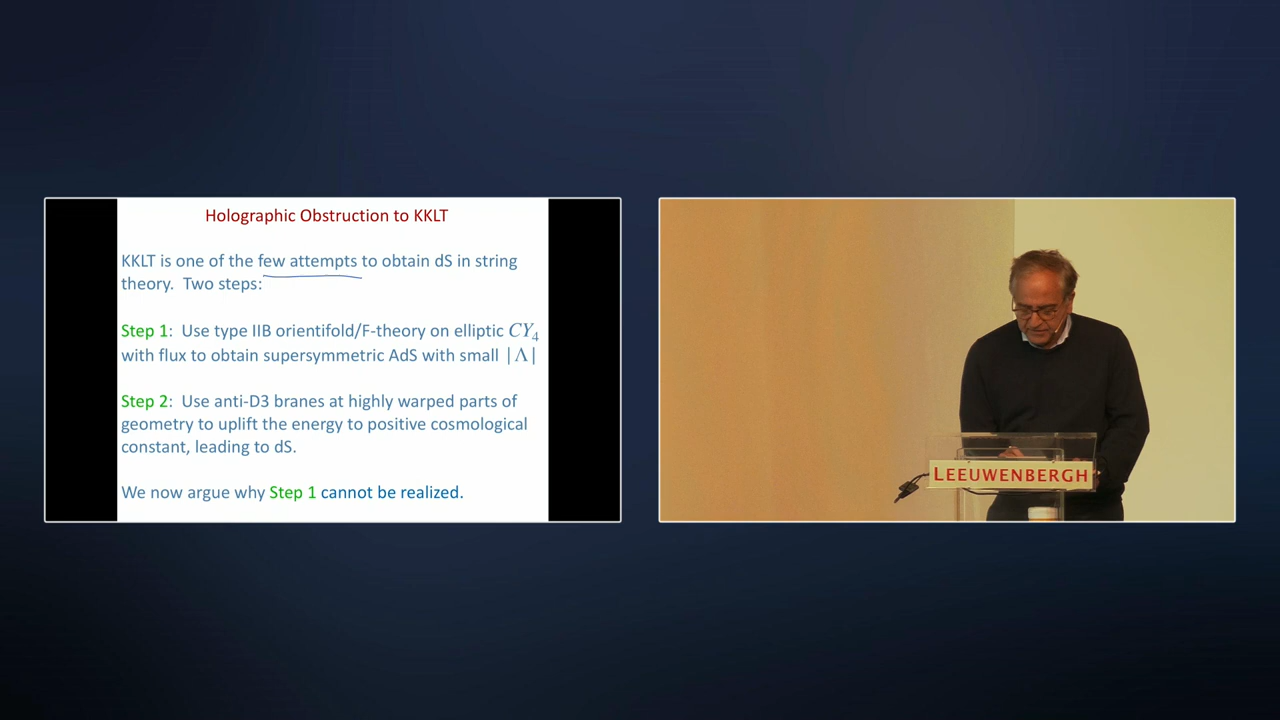 Holographic Obstruction to KKLT
KKLT is one of the few attempts to obtain dS in string
theory. Two steps:
Step 1: Use type IIB orientifold/F-theory on elliptic CY₄
with flux to obtain supersymmetric AdS with small |Λ|
Step 2: Use anti-D3 branes at highly warped parts of
geometry to uplift the energy to positive cosmological
constant, leading to dS.
We now argue why Step 1 cannot be realized.
LEEUWENBERGH